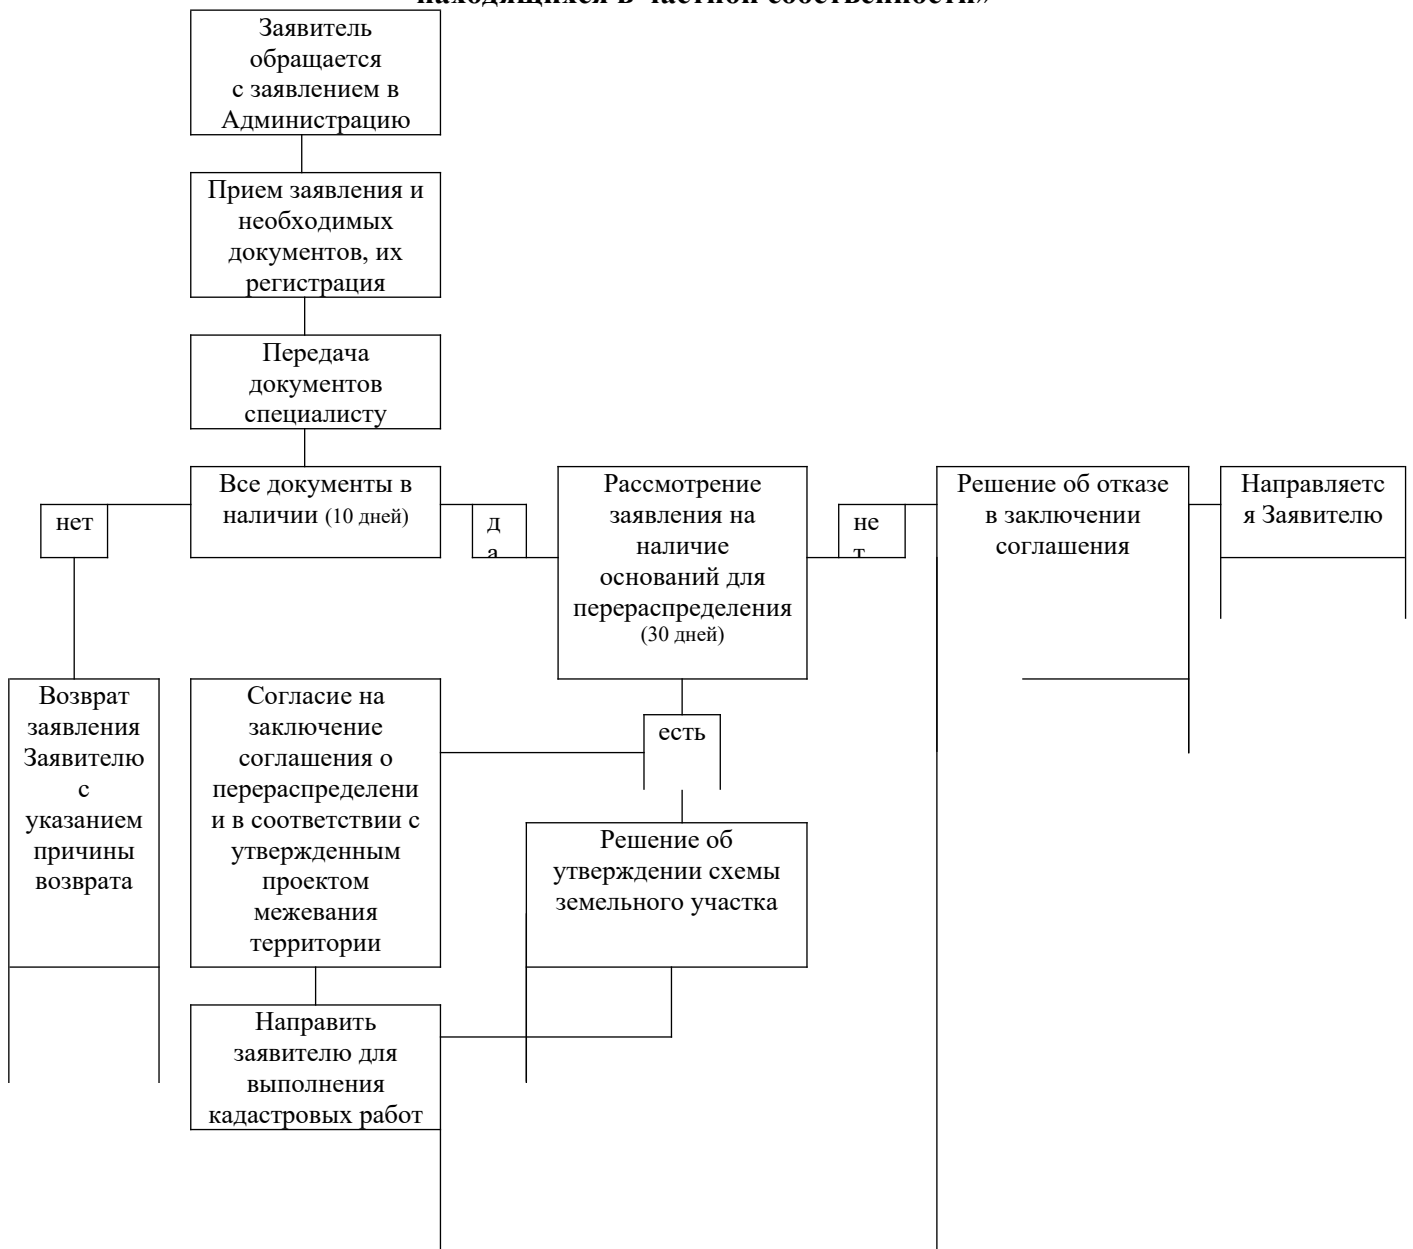 находящихся в частной собственности»
Заявитель
обращается
с заявлением в
Администрацию
Прием заявления и
необходимых
документов, их
регистрация
Передача
документов
специалисту
нет
Все документы в
наличии (10 дней)
д
а
Рассмотрение
заявления на
наличие
оснований для
перераспределения
(30 дней)
не
т
Решение об отказе
в заключении
соглашения
Направляетс
я Заявителю
Возврат
заявления
Заявителю
с
указанием
причины
возврата
Согласие на
заключение
соглашения о
перераспределени
и в соответствии с
утвержденным
проектом
межевания
территории
есть
Решение об
утверждении схемы
земельного участка
Направить
заявителю для
выполнения
кадастровых работ